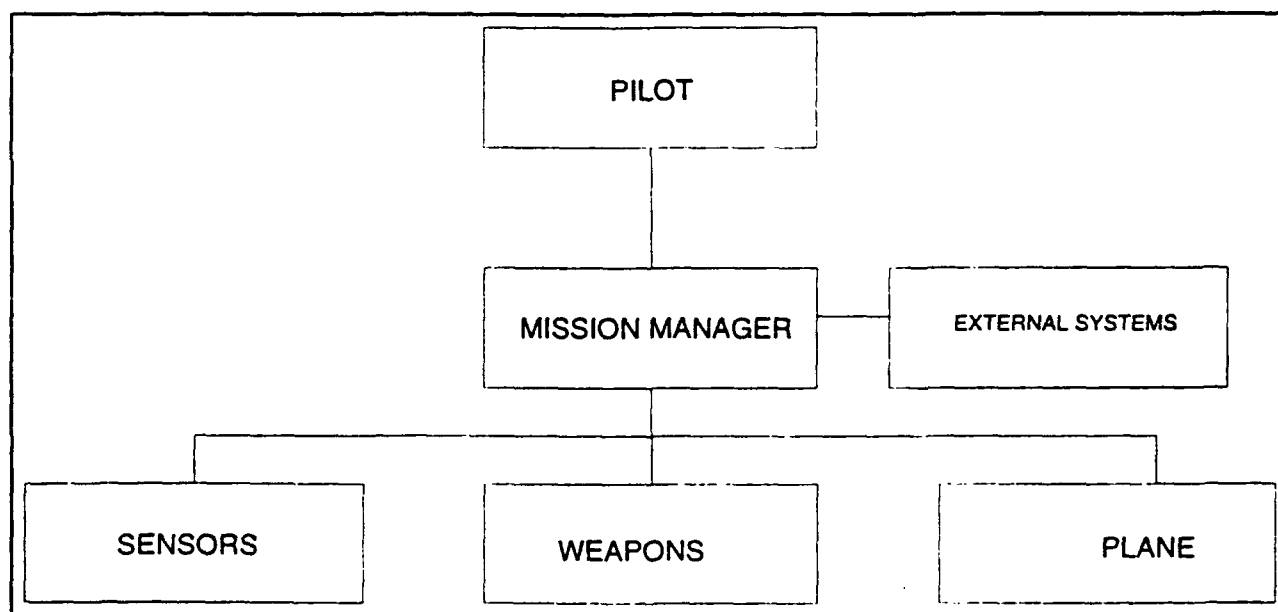 PILOT
MISSION MANAGER
EXTERNAL SYSTEMS
SENSORS
WEAPONS
PLANE